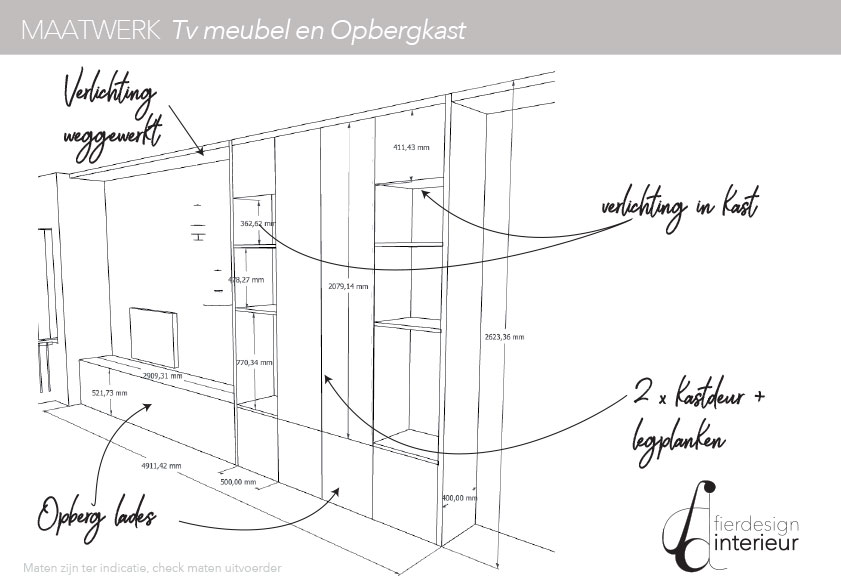 MAATWERK Tv meubel en Opbergkast
Verlichting
weggewerkt
411,43 mm
verlichting in Kast
362,62 mm
478,27 mm
2079,14 mm
2623,36 mm
770,34 mm
2909,31 mm
521,73 mm
2 x Kastdeur +
legplanken
4911,42 mm
500,00 mm
400,00 mm
Opberg lades
fierdesign
interieur
Maten zijn ter indicatie, check maten uitvoerder